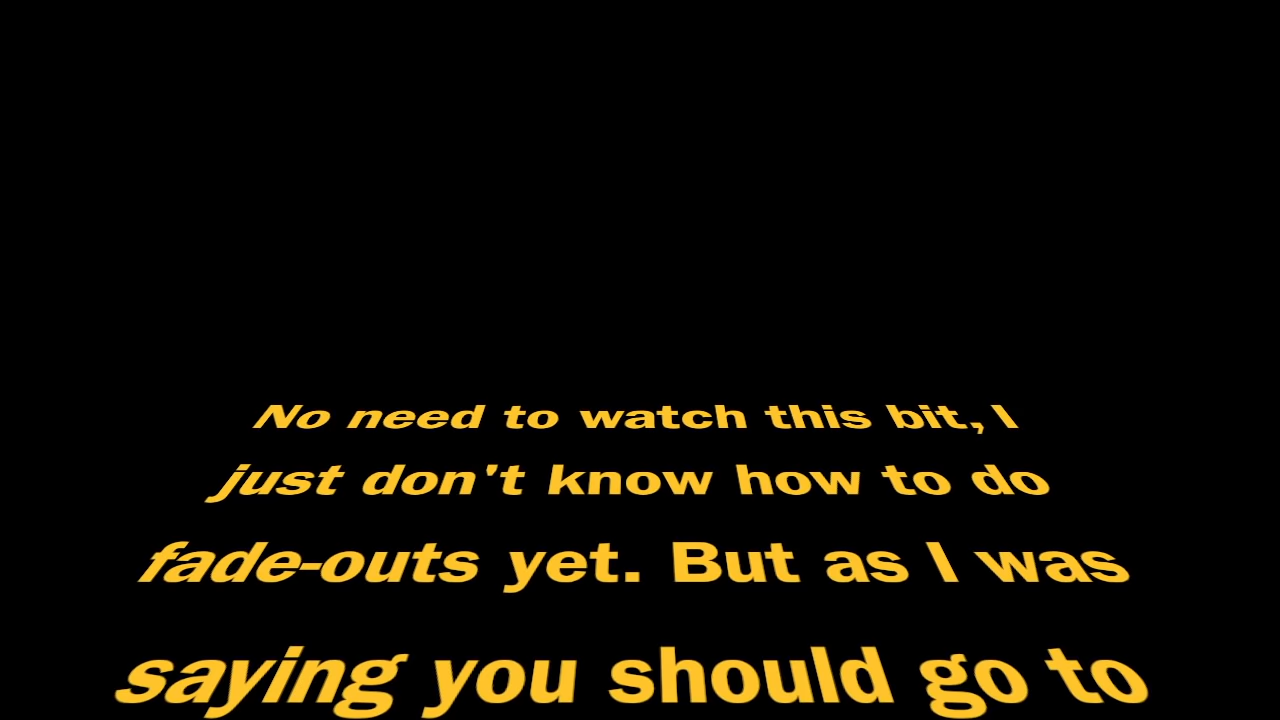 No need to watch this bit, I
just don't know how to do
fade-outs yet. But as I was
saying you should go to